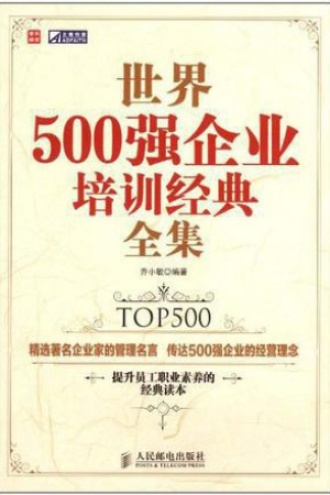 世界
500强企业
培训经典
全集
乔小敏◎编著
TOP500
精选著名企业家的管理名言 传达500强企业的经营理念
提升员工职业素养的
经典读本
人民邮电出版社
POSTS & TELECOM PRESS